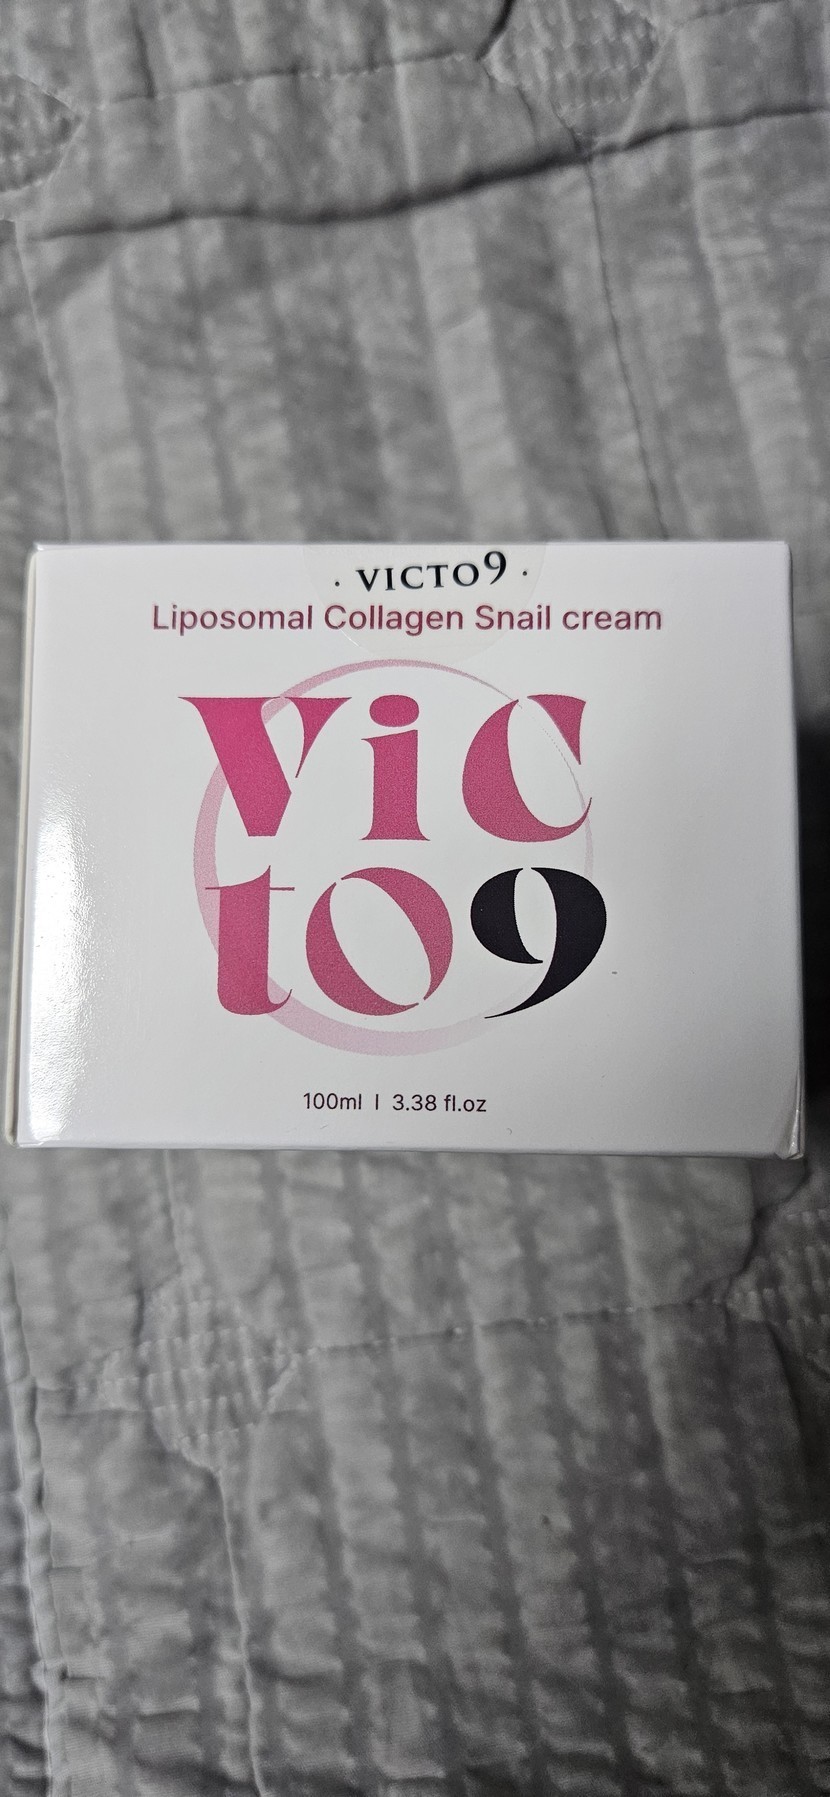 · VICTO9 ·
Liposomal Collagen Snail cream
Vic
to9
100ml | 3.38 fl.oz